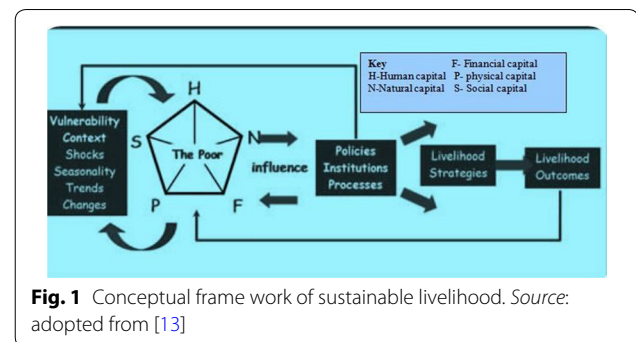 Key F- Financial capital
H-Human capital P- physical capital
N-Natural capital S- Social capital
H
Vulnerability
Context
Shocks
Seasonality
Trends
Changes
S
The Poor
N
influence
P
F
Policies
Institutions
Processes
Livelihood
Strategies
Livelihood
Outcomes
Fig. 1 Conceptual frame work of sustainable livelihood. Source:
adopted from [13]